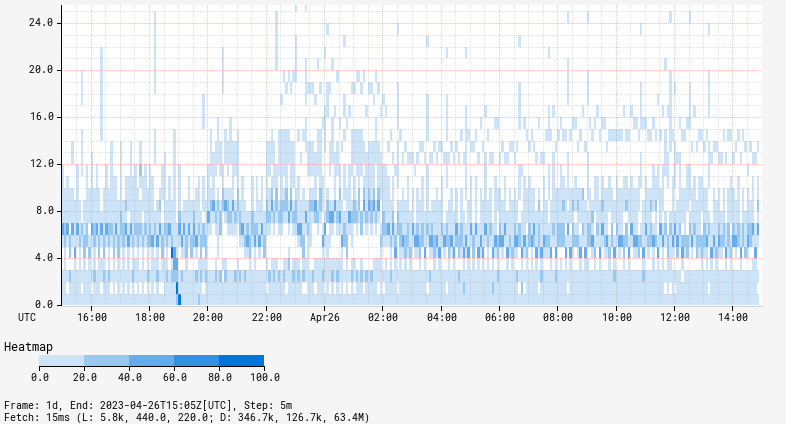 24.0
20.0
16.0
12.0
8.0
4.0
0.0
UTC 16:00 18:00 20:00 22:00 Apr26 02:00 04:00 06:00 08:00 10:00 12:00 14:00
Heatmap
0.0 20.0 40.0 60.0 80.0 100.0
Frame: 1d, End: 2023-04-26T15:05Z[UTC], Step: 5m
Fetch: 15ms (L: 5.8k, 440.0, 220.0; D: 346.7k, 126.7k, 63.4M)